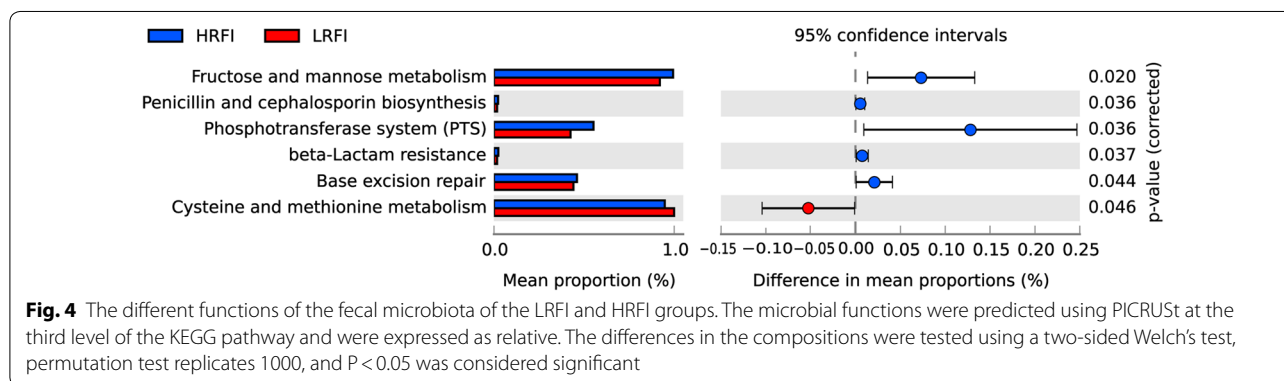 HRFI LRFI 95% confidence intervals
Fructose and mannose metabolism 0.020
Penicillin and cephalosporin biosynthesis 0.036
Phosphotransferase system (PTS) 0.036
beta-Lactam resistance 0.037
Base excision repair 0.044
Cysteine and methionine metabolism 0.046
p-value (corrected)
0.0 1.0 −0.15 −0.10 −0.05 0.00 0.05 0.10 0.15 0.20 0.25
Mean proportion (%) Difference in mean proportions (%)
Fig. 4 The different functions of the fecal microbiota of the LRFI and HRFI groups. The microbial functions were predicted using PICRUSt at the
third level of the KEGG pathway and were expressed as relative. The differences in the compositions were tested using a two-sided Welch's test,
permutation test replicates 1000, and P < 0.05 was considered significant